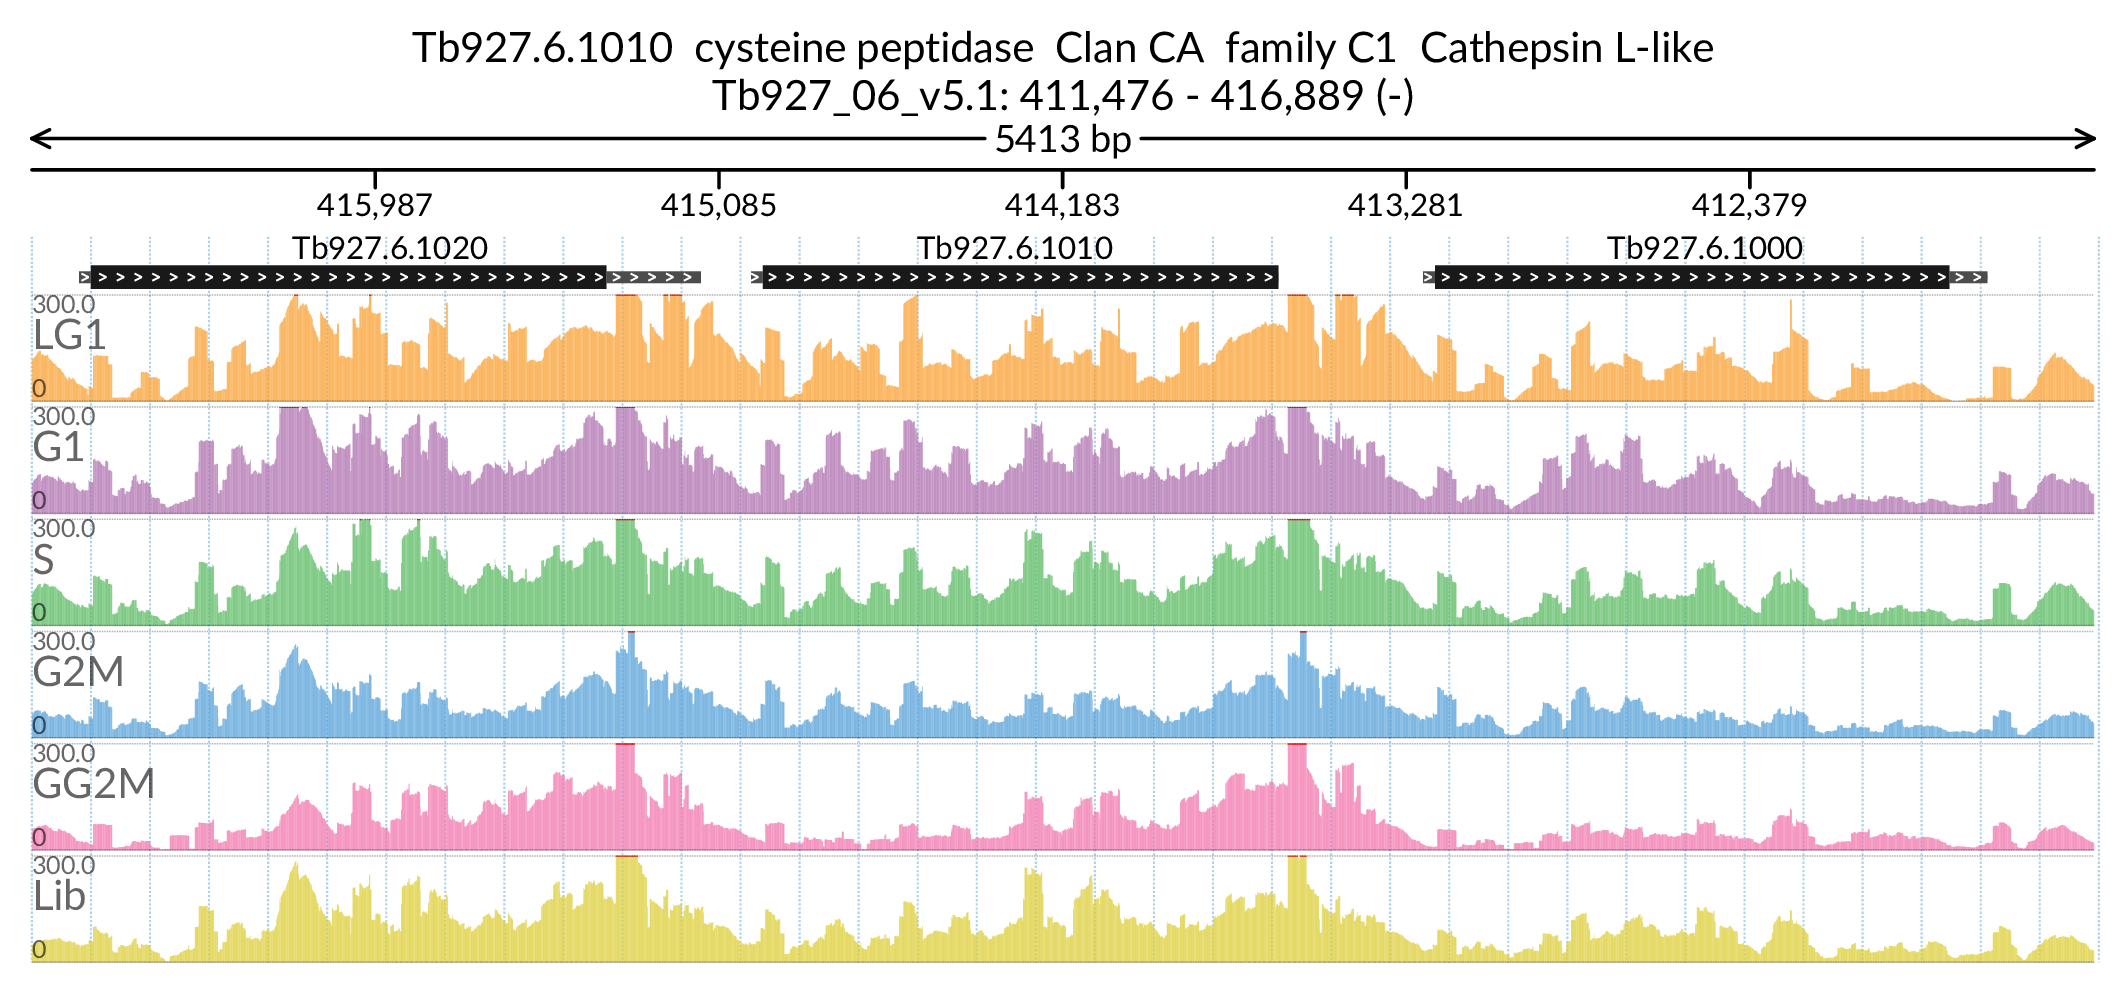 Tb927.6.1010  cysteine peptidase  Clan CA  family C1  Cathepsin L-like
Tb927_06_v5.1: 411,476 - 416,889 (-)
5413 bp
415,987 415,085 414,183 413,281 412,379
Tb927.6.1020 Tb927.6.1010 Tb927.6.1000
300.0
LG1
0
300.0
G1
0
300.0
S
0
300.0
G2M
0
300.0
GG2M
0
300.0
Lib
0